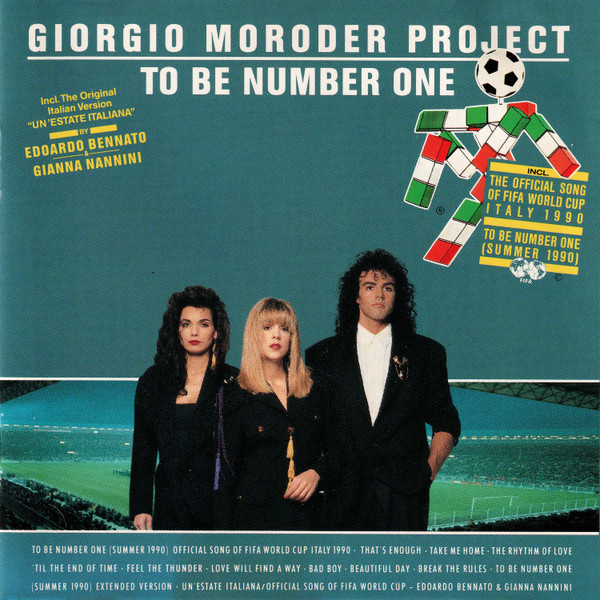 GIORGIO MORODER PROJECT
TO BE NUMBER ONE
Incl. The Original
Italian Version
"UN'ESTATE ITALIANA"
BY
EDOARDO BENNATO
&
GIANNA NANNINI
INCL.
THE OFFICIAL SONG
OF FIFA WORLD CUP
ITALY 1990
TO BE NUMBER ONE
(SUMMER 1990)
FIFA
®
©
TO BE NUMBER ONE (SUMMER 1990) OFFICIAL SONG OF FIFA WORLD CUP ITALY 1990 · THAT'S ENOUGH · TAKE ME HOME · THE RHYTHM OF LOVE
'TIL THE END OF TIME · FEEL THE THUNDER · LOVE WILL FIND A WAY · BAD BOY · BEAUTIFUL DAY · BREAK THE RULES · TO BE NUMBER ONE
(SUMMER 1990) EXTENDED VERSION · UN'ESTATE ITALIANA/OFFICIAL SONG OF FIFA WORLD CUP – EDOARDO BENNATO & GIANNA NANNINI